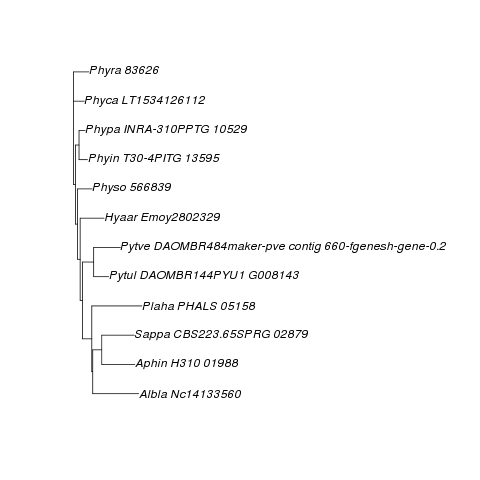 Phyra 83626
Phyca LT1534126112
Phypa INRA-310PPTG 10529
Phyin T30-4PITG 13595
Physo 566839
Hyaar Emoy2802329
Pytve DAOMBR484maker-pve contig 660-fgenesh-gene-0.2
Pytul DAOMBR144PYU1 G008143
Plaha PHALS 05158
Sappa CBS223.65SPRG 02879
Aphin H310 01988
Albla Nc14133560